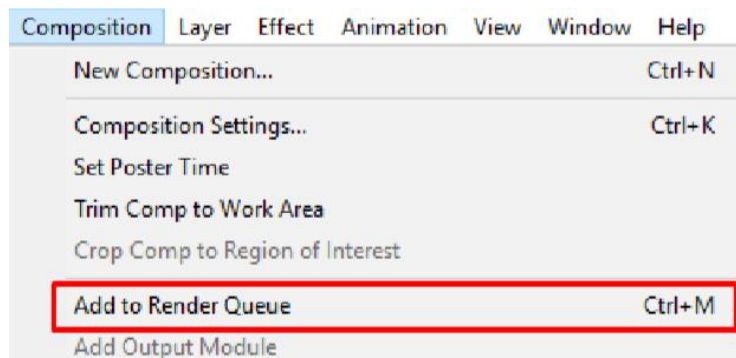 Composition Layer Effect Animation View Window Help
New Composition... Ctrl+N
Composition Settings... Ctrl+K
Set Poster Time
Trim Comp to Work Area
Crop Comp to Region of Interest
Add to Render Queue Ctrl+M
Add Output Module